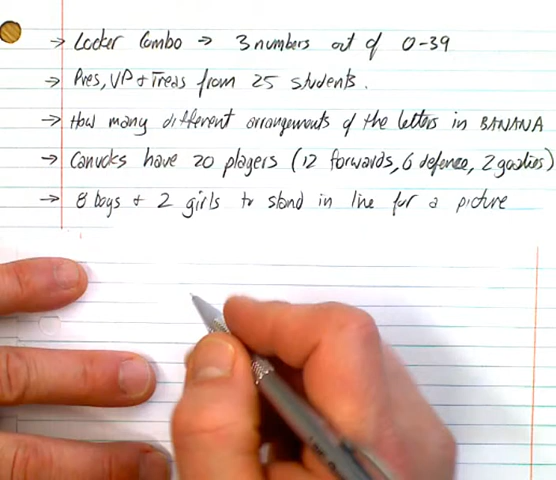 → Locker Combo → 3 numbers out of 0-39
→ Pres, VP + Treas from 25 students.
→ How many different arrangements of the letters in BANANA
→ Canucks have 20 players (12 forwards, 6 defence, 2 goalies)
→ 8 boys + 2 girls to stand in line for a picture